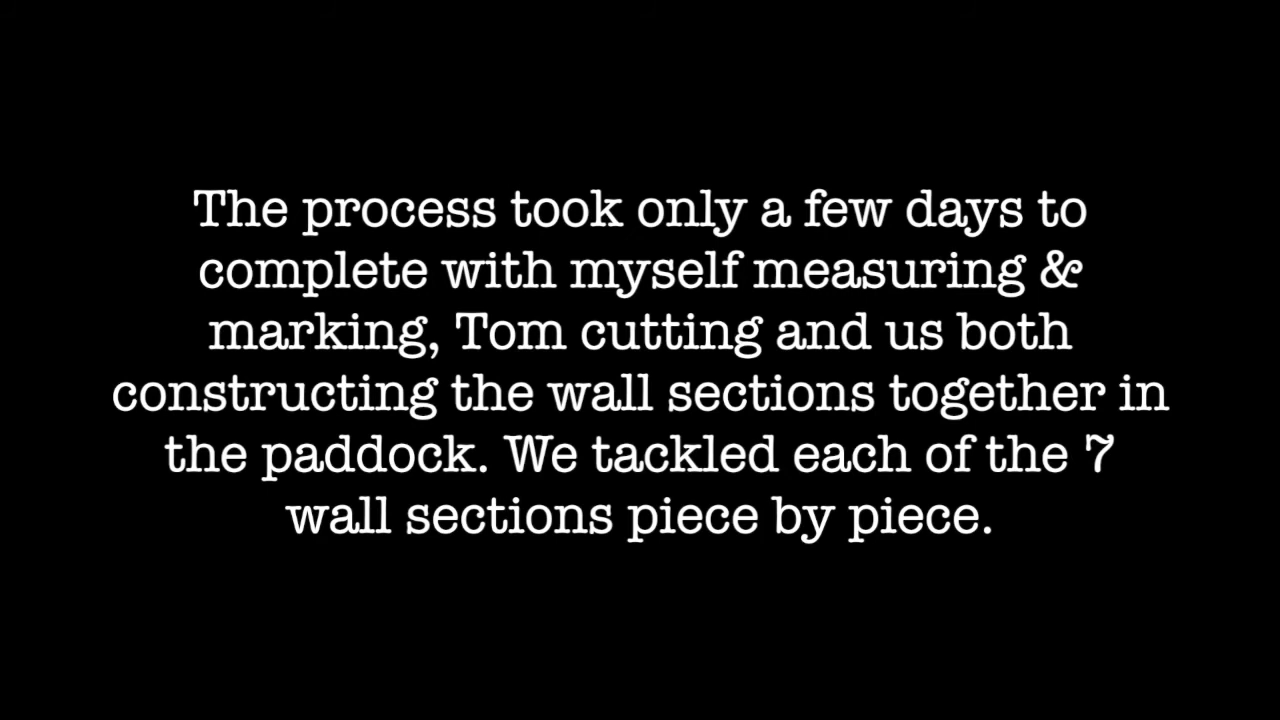 The process took only a few days to
complete with myself measuring &
marking, Tom cutting and us both
constructing the wall sections together in
the paddock. We tackled each of the 7
wall sections piece by piece.